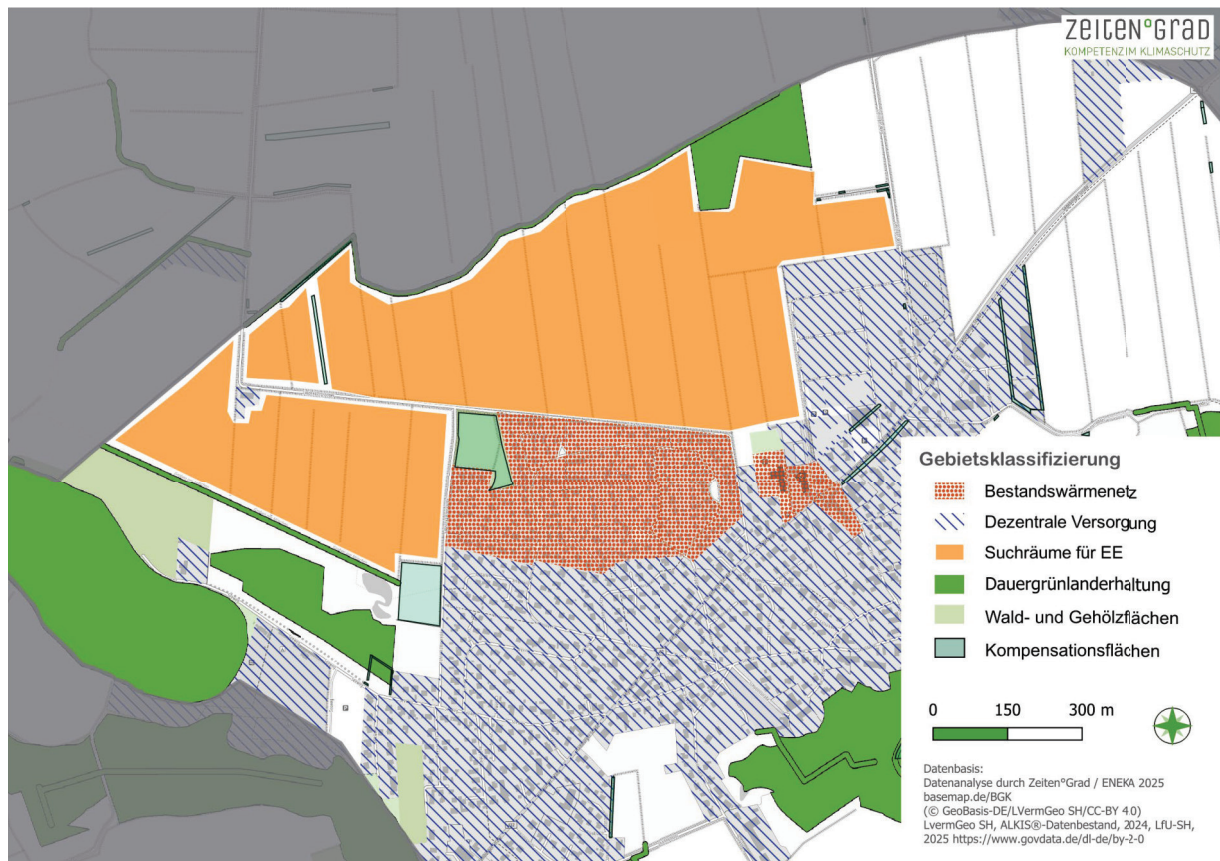 ZEITEN°GRAD
KOMPETENZ IM KLIMASCHUTZ
Gebietsklassifizierung
Bestandswärmenetz
Dezentrale Versorgung
Suchräume für EE
Dauergrünlanderhaltung
Wald- und Gehölzflächen
Kompensationsflächen
0 150 300 m
Datenbasis:
Datenanalyse durch Zeiten°Grad / ENEKA 2025
basemap.de/BGK
(© GeoBasis-DE/LVermGeo SH/CC-BY 4.0)
LvermGeo SH, ALKIS®-Datenbestand, 2024, LfU-SH,
2025 https://www.govdata.de/dl-de/by-2-0